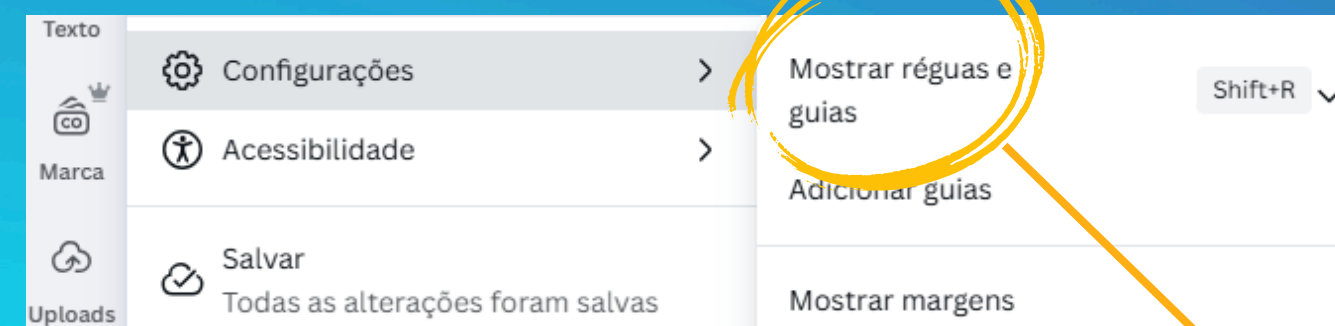 Texto
Marca
Uploads
Configurações
Acessibilidade
Salvar
Todas as alterações foram salvas
Mostrar réguas e
guias
Shift+R
Adicionar guias
Mostrar margens